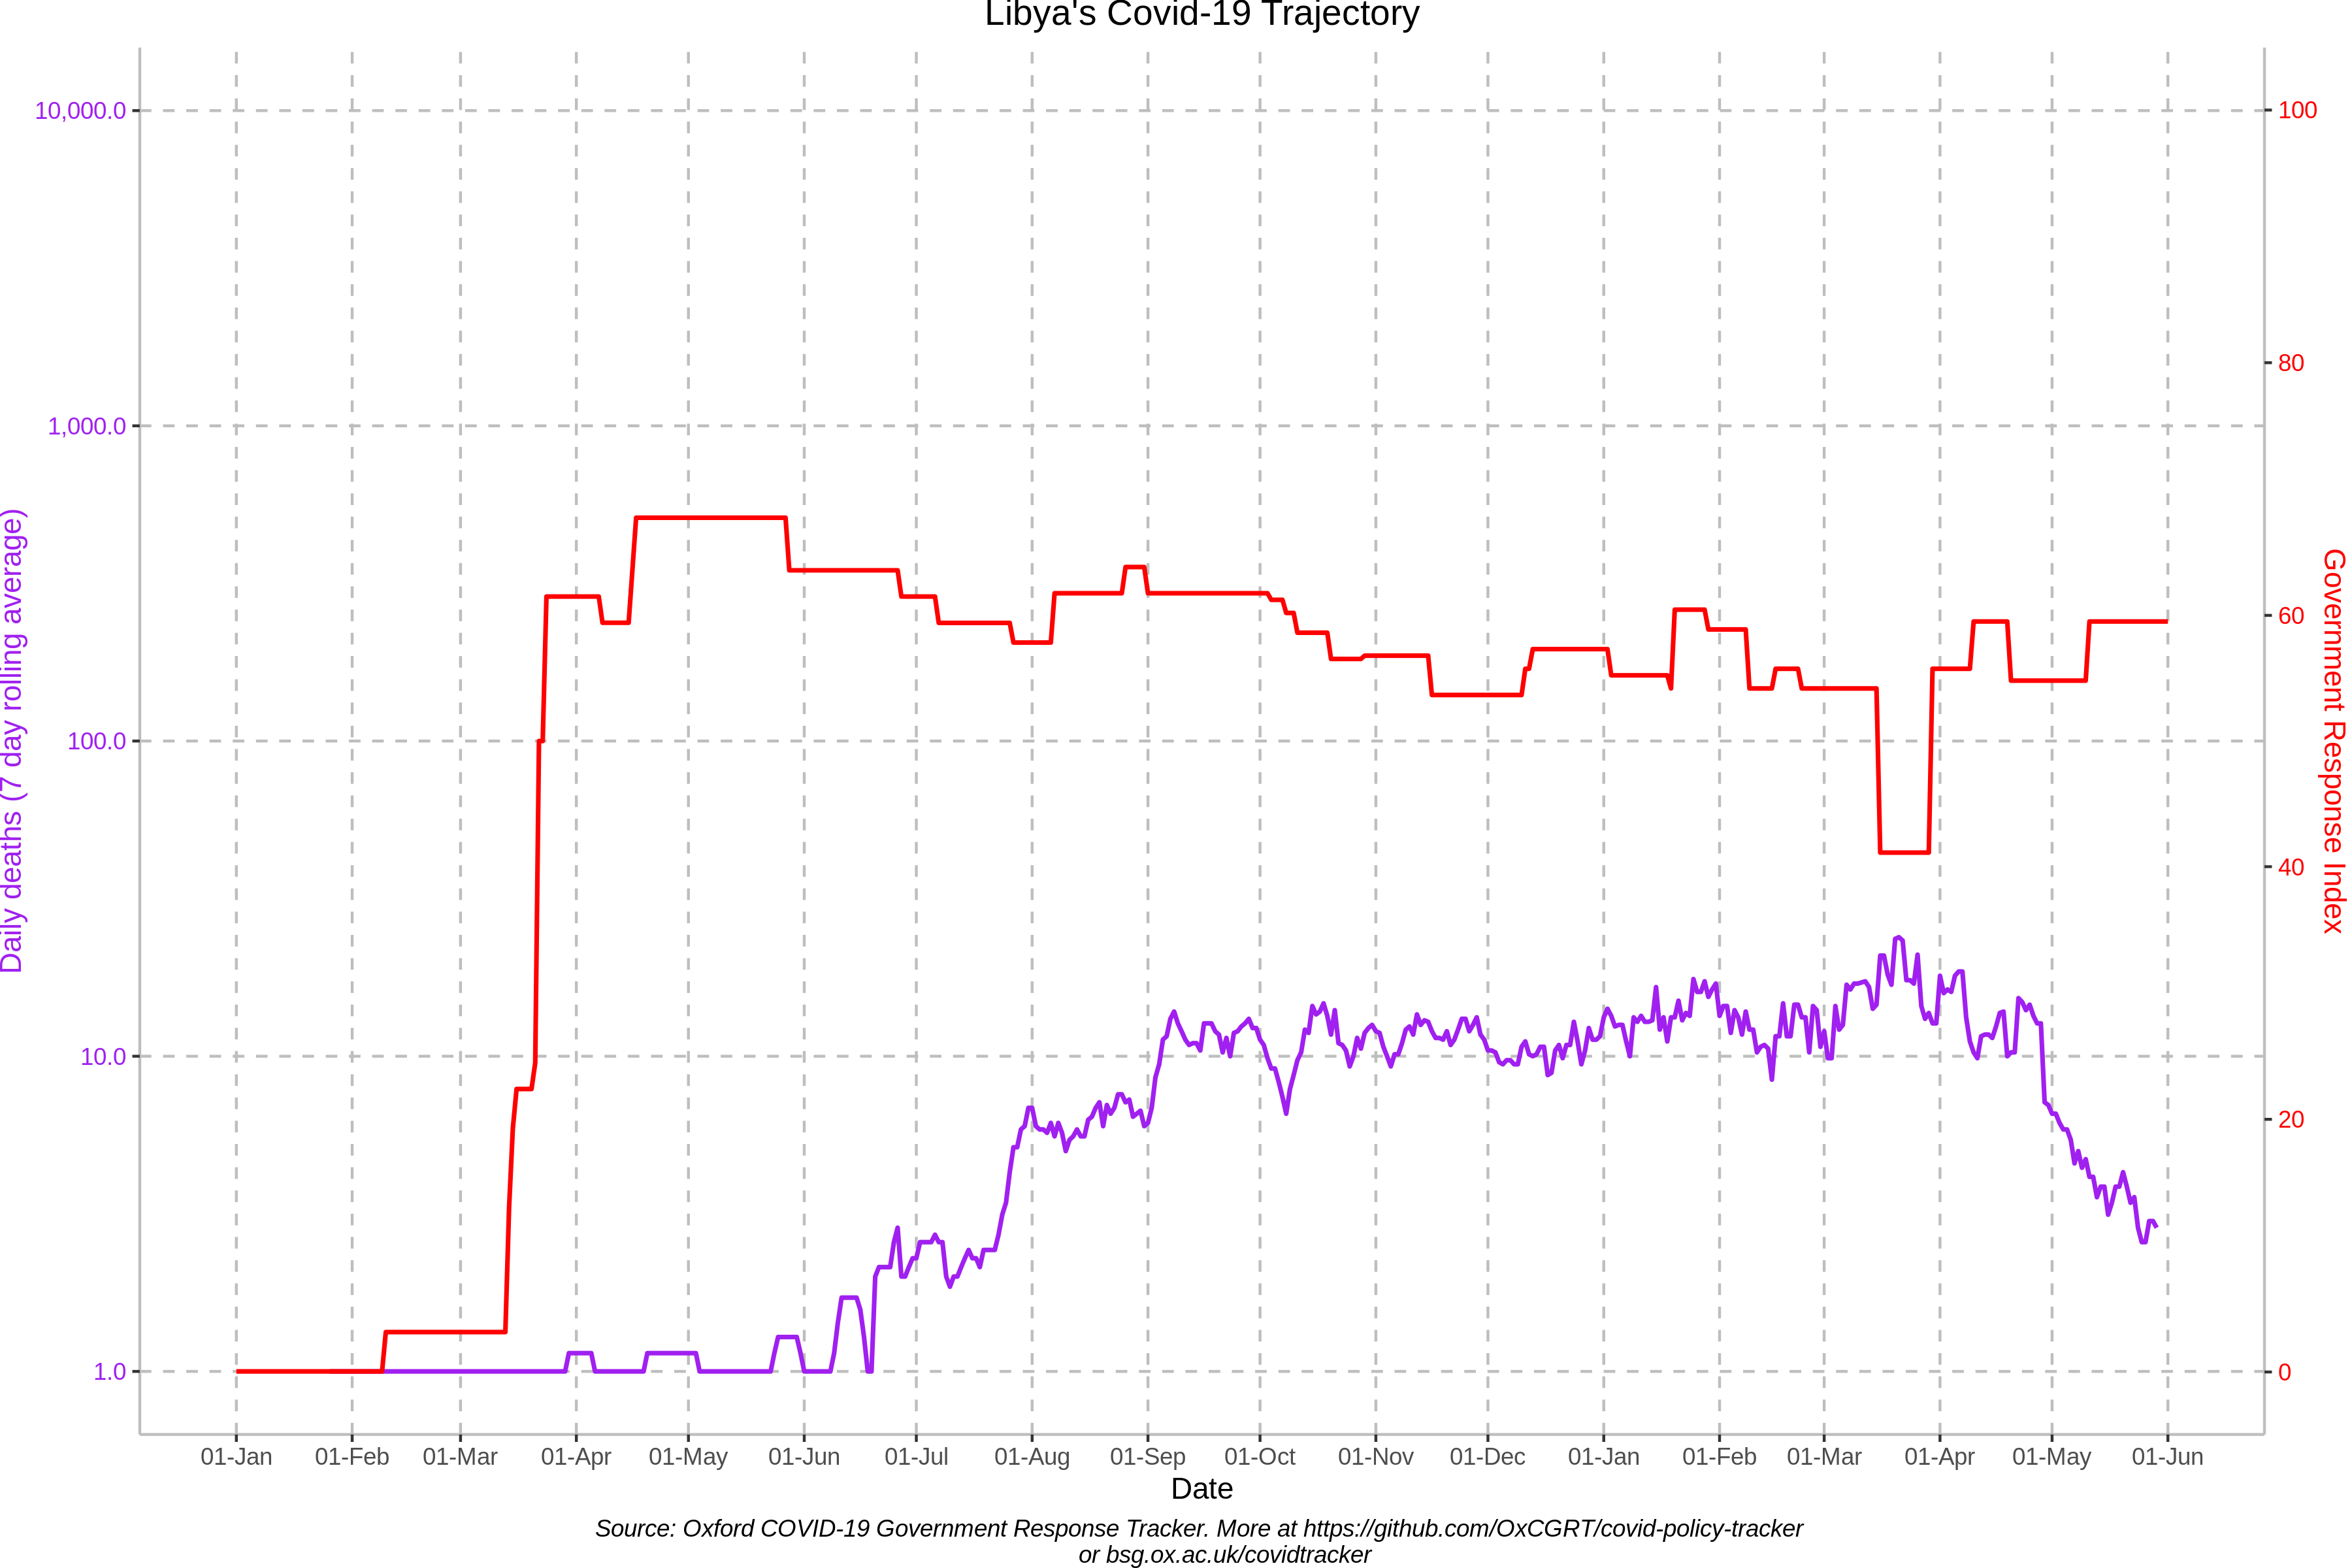 Libya's Covid-19 Trajectory
10,000.0
1,000.0
100.0
10.0
1.0
Daily deaths (7 day rolling average)
100
80
60
40
20
0
Government Response Index
01-Jan 01-Feb 01-Mar 01-Apr 01-May 01-Jun 01-Jul 01-Aug 01-Sep 01-Oct 01-Nov 01-Dec 01-Jan 01-Feb 01-Mar 01-Apr 01-May 01-Jun
Date
Source: Oxford COVID-19 Government Response Tracker. More at https://github.com/OxCGRT/covid-policy-tracker
or bsg.ox.ac.uk/covidtracker